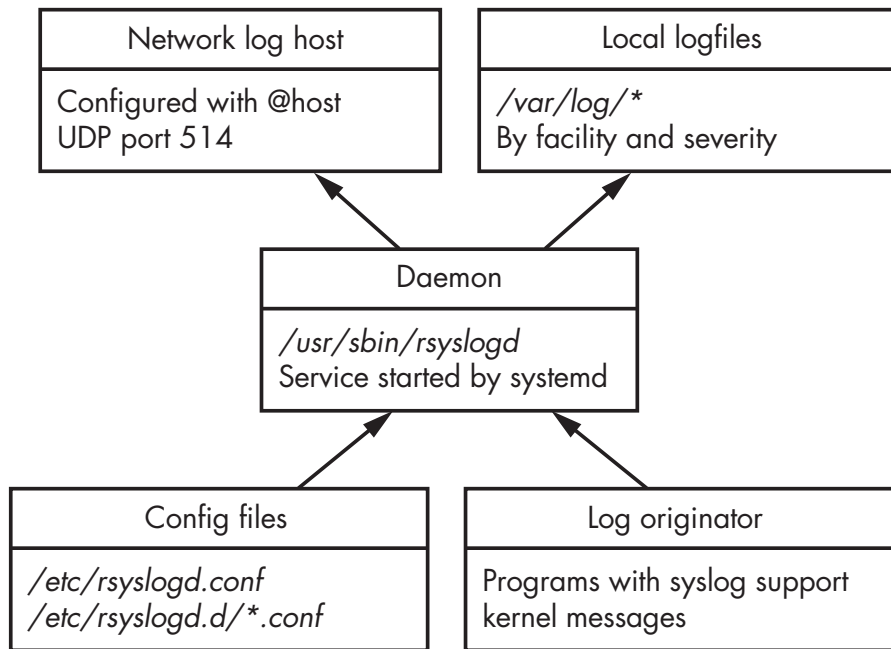 Network log host
Configured with @host
UDP port 514
Local logfiles
/var/log/*
By facility and severity
Daemon
/usr/sbin/rsyslogd
Service started by systemd
Config files
/etc/rsyslogd.conf
/etc/rsyslogd.d/*.conf
Log originator
Programs with syslog support
kernel messages